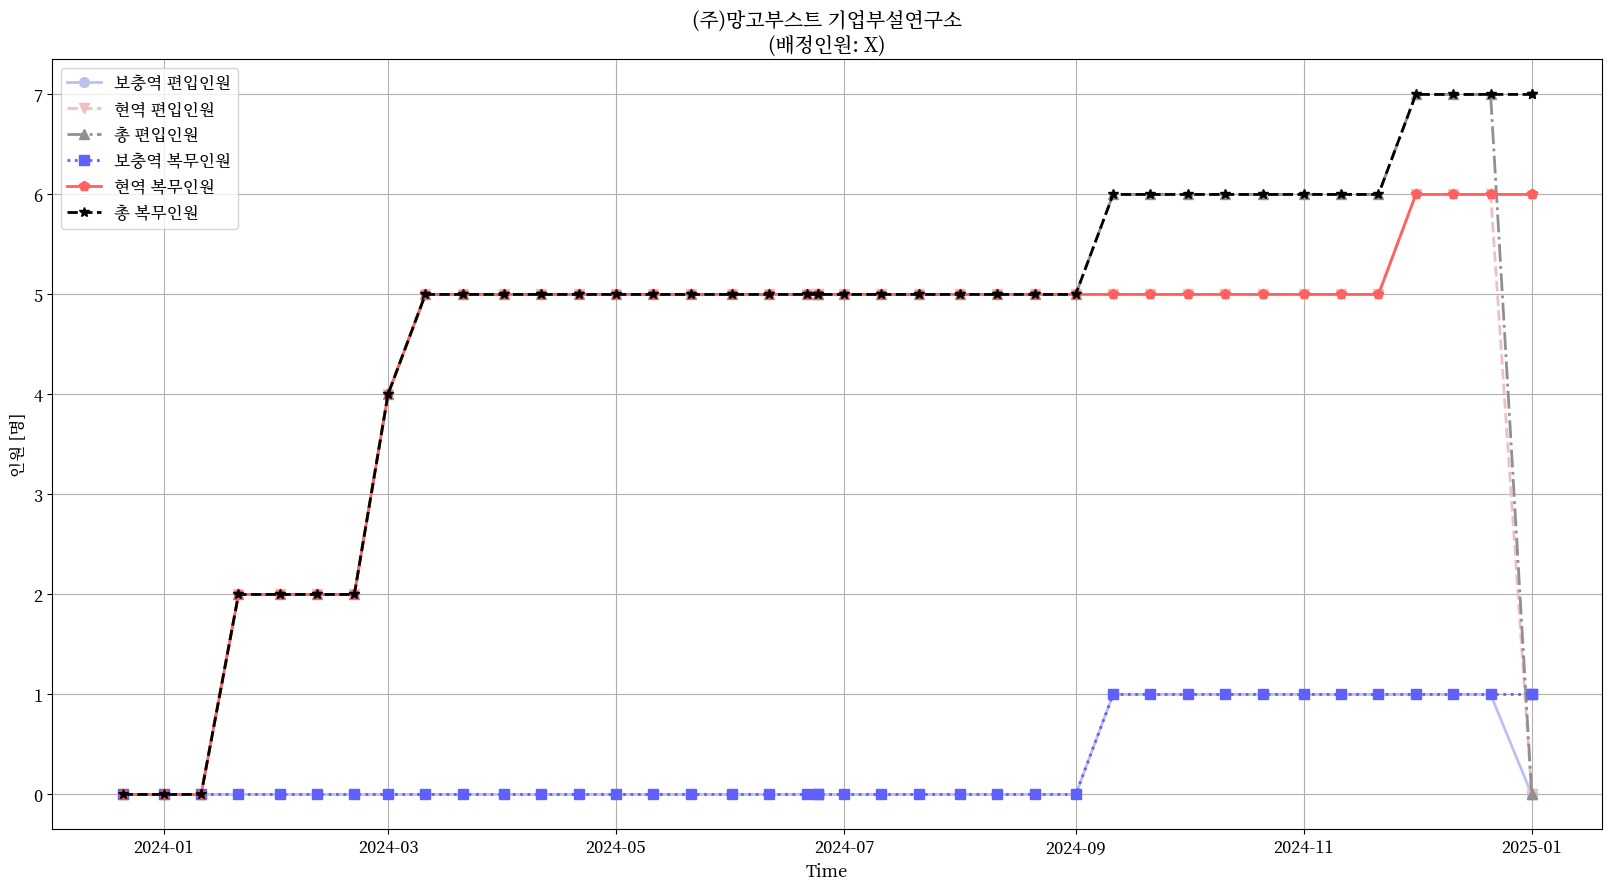 (주)망고부스트 기업부설연구소
(배정인원: X)
보충역 편입인원
현역 편입인원
총 편입인원
보충역 복무인원
현역 복무인원
총 복무인원
인원 [명]
7
6
5
4
3
2
1
0
2024-01
2024-03
2024-05
2024-07
2024-09
2024-11
2025-01
Time